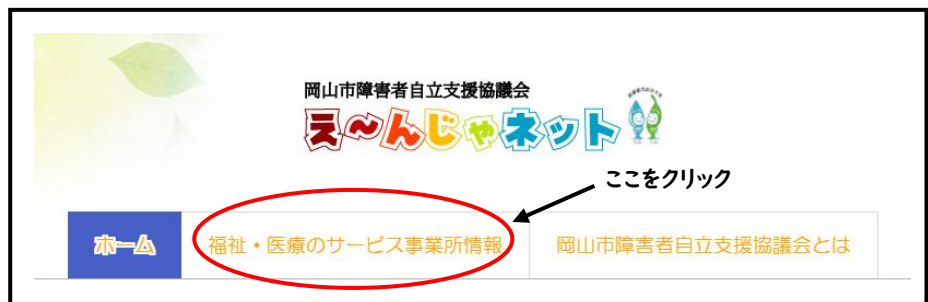 岡山市障害者自立支援協議会
え～んじゃネット
ここをクリック
ホーム
福祉・医療のサービス事業所情報
岡山市障害者自立支援協議会とは